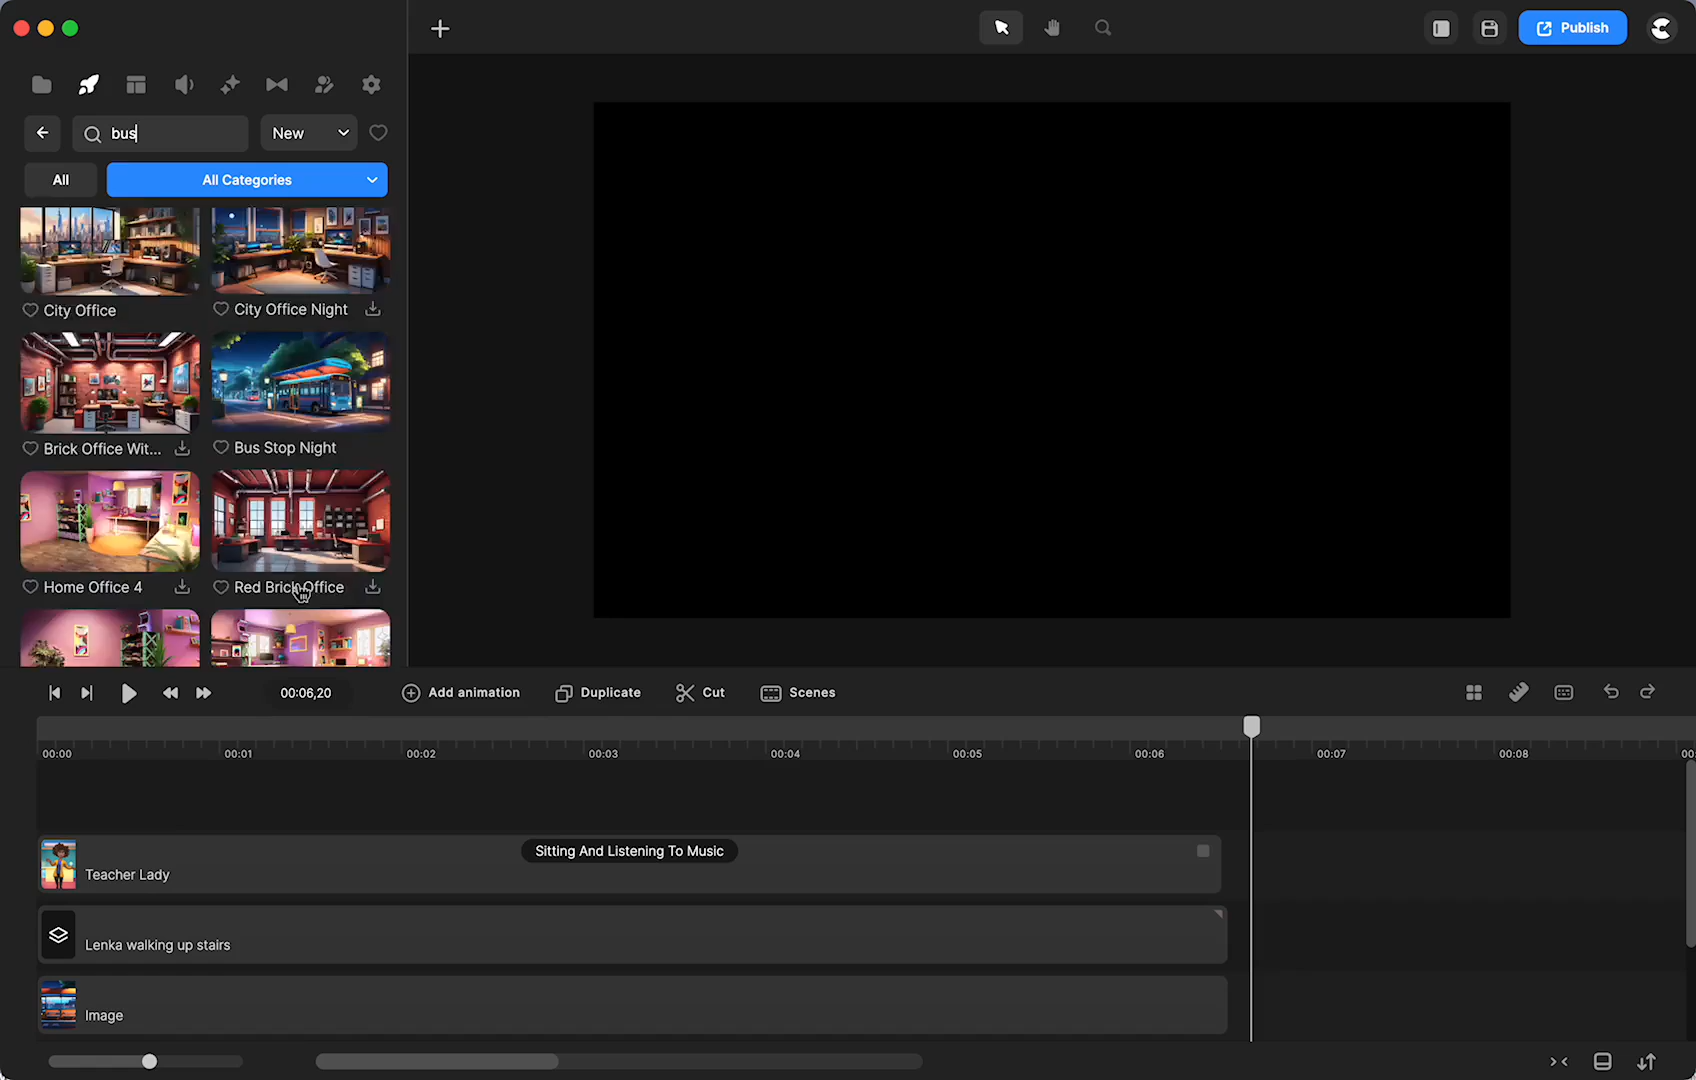 Publish
bus
New
All
All Categories
City Office
City Office Night
Brick Office Wit...
Bus Stop Night
Home Office 4
Red Brick Office
00:06,20
Add animation
Duplicate
Cut
Scenes
00:00
00:01
00:02
00:03
00:04
00:05
00:06
00:07
00:08
00:
Sitting And Listening To Music
Teacher Lady
Lenka walking up stairs
Image